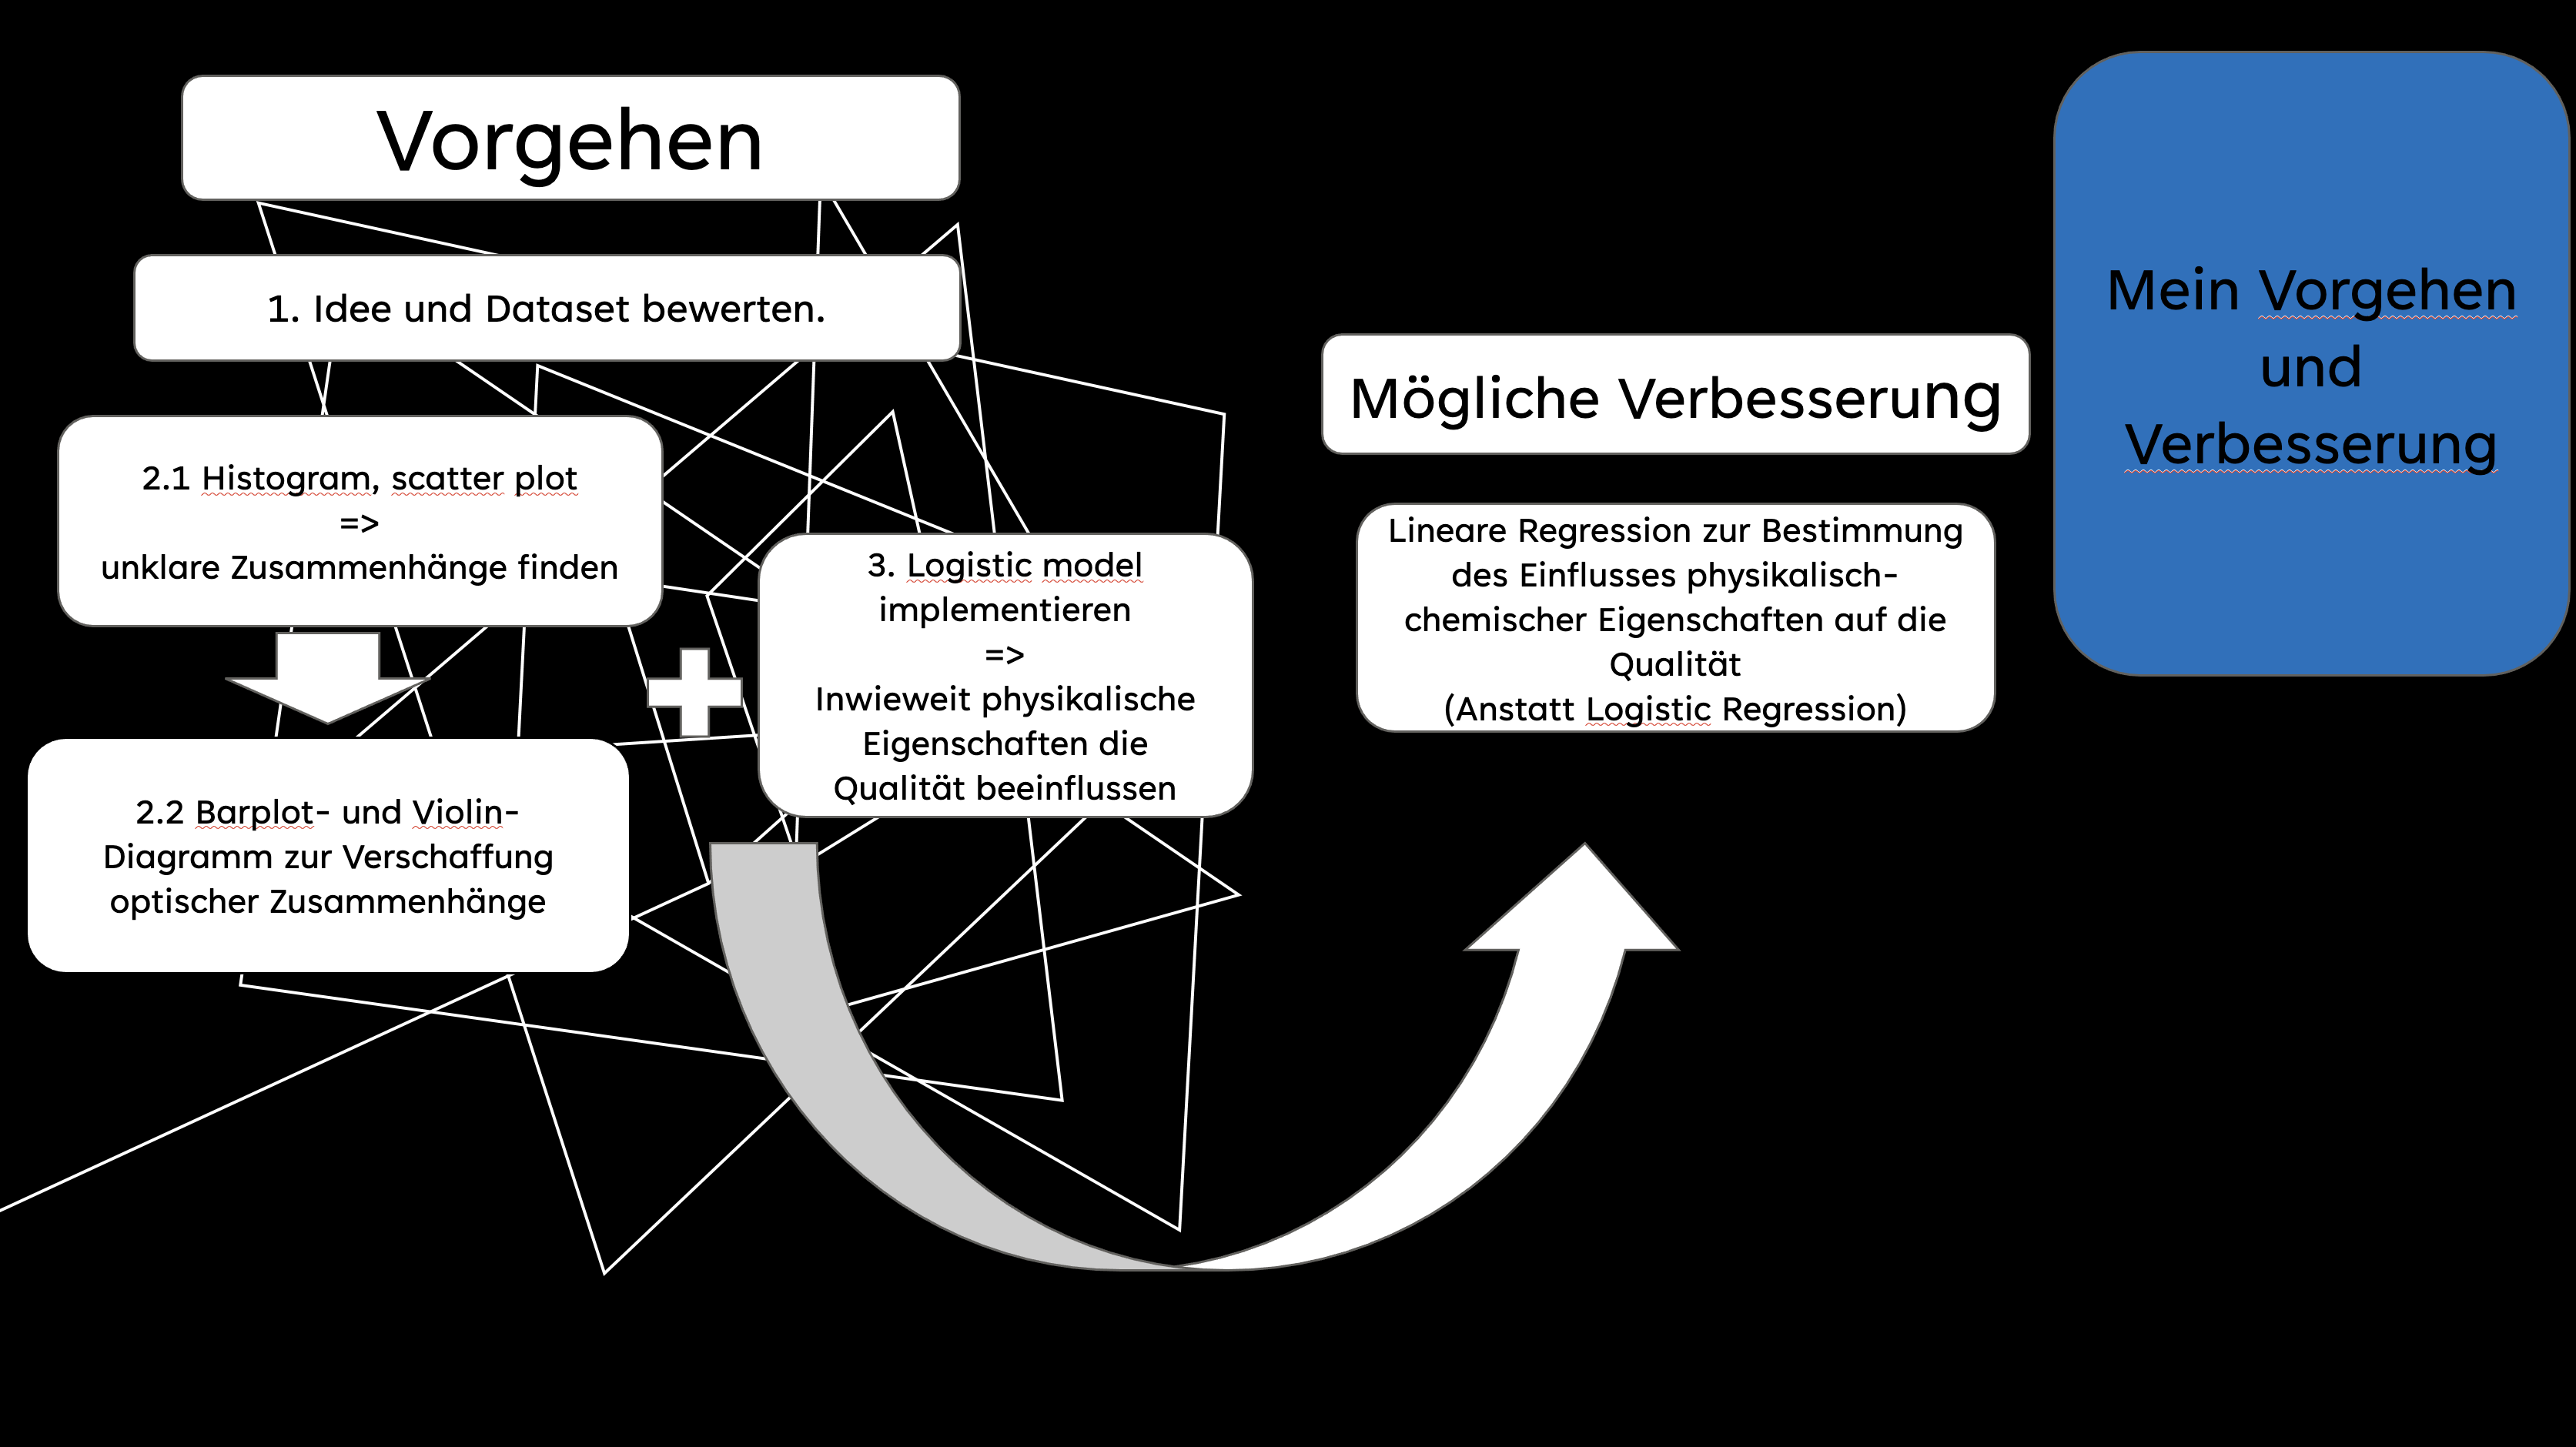 Vorgehen
1. Idee und Dataset bewerten.
2.1 Histogram, scatter plot
=>
unklare Zusammenhänge finden
2.2 Barplot- und Violin-
Diagramm zur Verschaffung
optischer Zusammenhänge
3. Logistic model
implementieren
=>
Inwieweit physikalische
Eigenschaften die
Qualität beeinflussen
Mögliche Verbesserung
Lineare Regression zur Bestimmung
des Einflusses physikalisch-
chemischer Eigenschaften auf die
Qualität
(Anstatt Logistic Regression)
Mein Vorgehen
und
Verbesserung